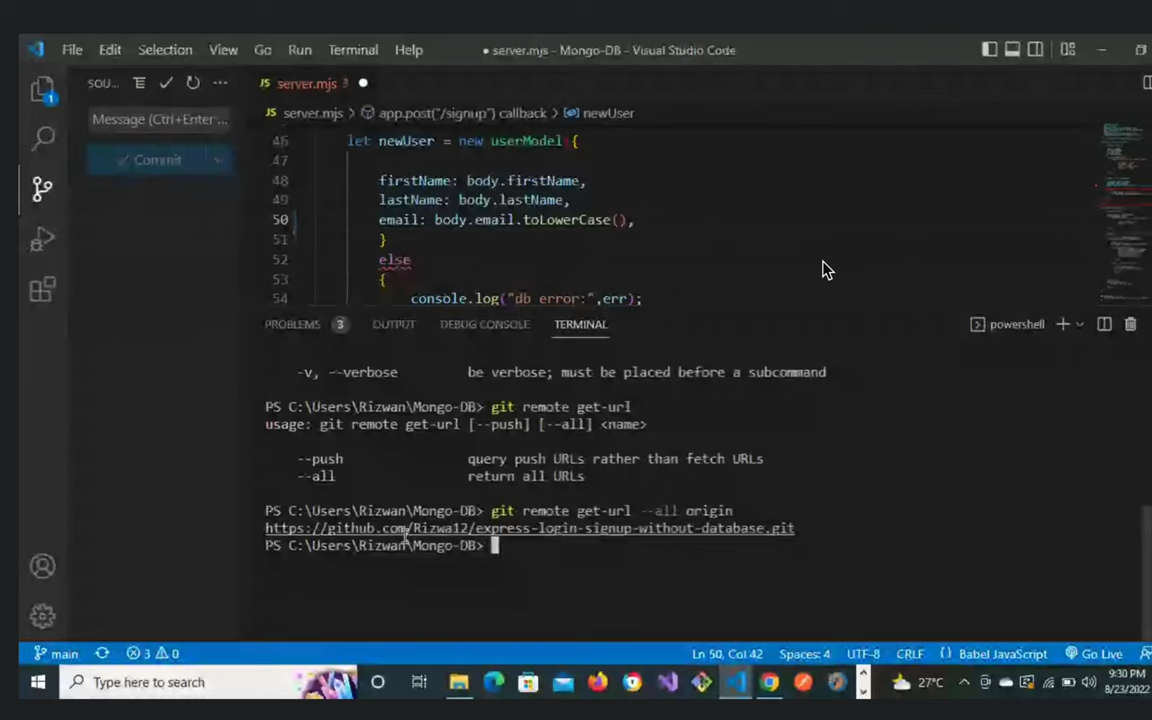 File Edit Selection View Go Run Terminal Help
● server.mjs - Mongo-DB - Visual Studio Code
SOU...
JS server.mjs 3 ●
Message (Ctrl+Enter ...
Commit
JS server.mjs > app.post("/signup") callback > newUser
46 let newUser = new userModel {
47
48 firstName: body.firstName,
49 lastName: body.lastName,
50 email: body.email.toLowerCase(),
51 }
52 else
53 {
54 console.log("db error:",err);
1
PROBLEMS 3 OUTPUT DEBUG CONSOLE TERMINAL
powershell
-v, --verbose be verbose; must be placed before a subcommand
PS C:\Users\Rizwan\Mongo-DB> git remote get-url
usage: git remote get-url [--push] [--all] <name>
--push query push URLs rather than fetch URLs
--all return all URLs
PS C:\Users\Rizwan\Mongo-DB> git remote get-url --all origin
https://github.com/Rizwa12/express-login-signup-without-database.git
PS C:\Users\Rizwan\Mongo-DB>
main 3 0 Ln 50, Col 42 Spaces: 4 UTF-8 CRLF {} Babel JavaScript Go Live
Type here to search
27°C
9:30 PM
8/23/2022